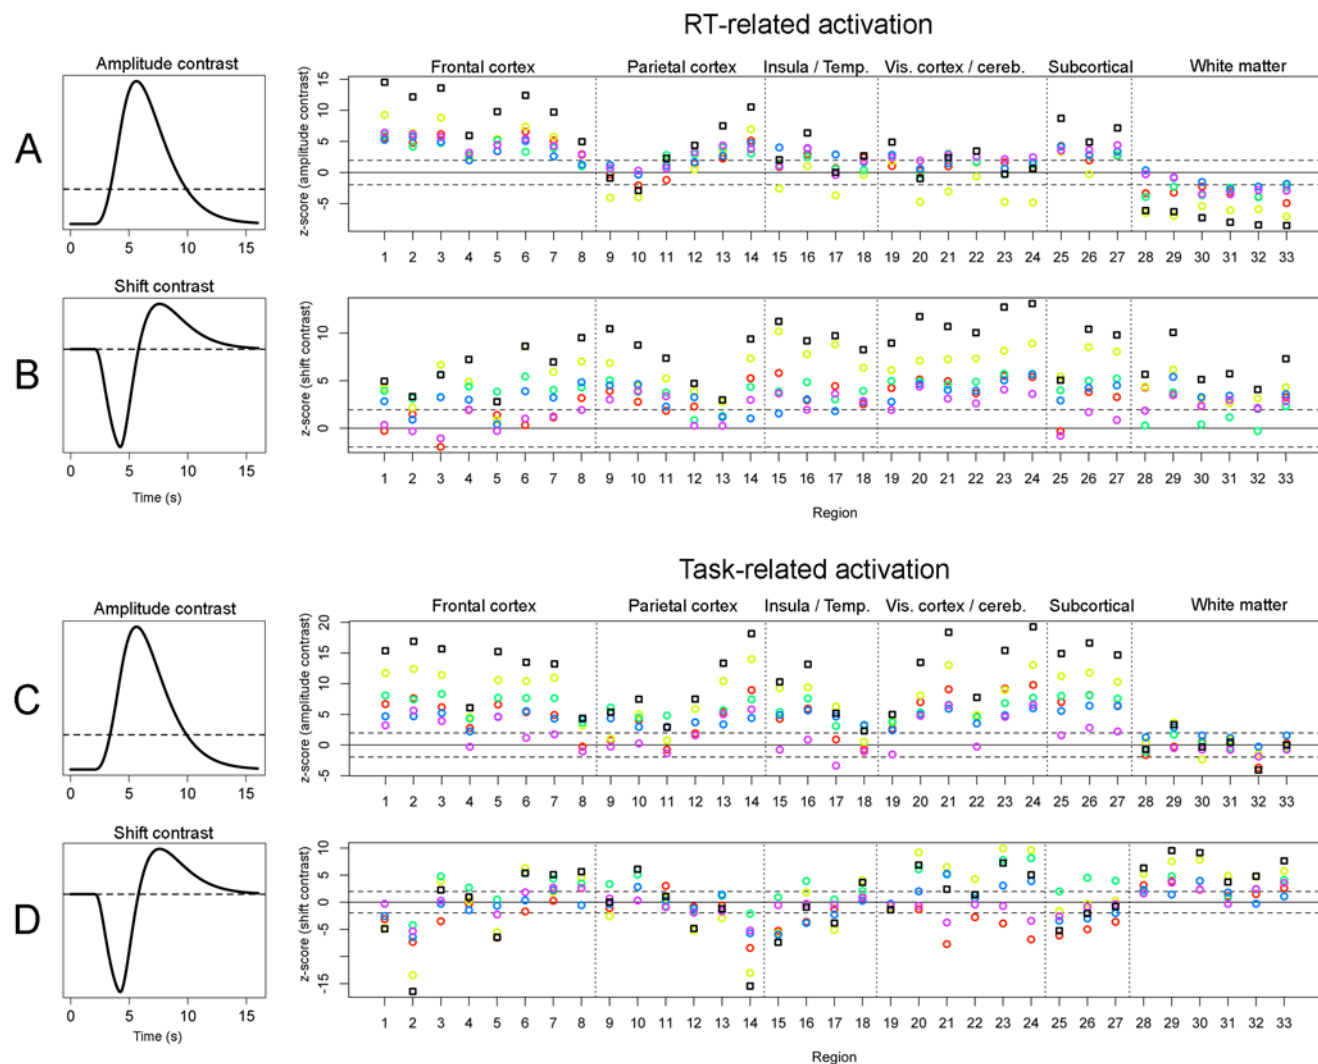 RT-related activation
A
Amplitude contrast
0 5 10 15
z-score (amplitude contrast)
15
10
5
0
-5
Frontal cortex
Parietal cortex
Insula / Temp.
Vis. cortex / cereb.
Subcortical
White matter
1 2 3 4 5 6 7 8 9 10 11 12 13 14 15 16 17 18 19 20 21 22 23 24 25 26 27 28 29 30 31 32 33
B
Shift contrast
0 5 10 15
Time (s)
z-score (shift contrast)
10
5
0
1 2 3 4 5 6 7 8 9 10 11 12 13 14 15 16 17 18 19 20 21 22 23 24 25 26 27 28 29 30 31 32 33
Region
Task-related activation
C
Amplitude contrast
0 5 10 15
z-score (amplitude contrast)
20
15
10
5
0
-5
Frontal cortex
Parietal cortex
Insula / Temp.
Vis. cortex / cereb.
Subcortical
White matter
1 2 3 4 5 6 7 8 9 10 11 12 13 14 15 16 17 18 19 20 21 22 23 24 25 26 27 28 29 30 31 32 33
D
Shift contrast
0 5 10 15
Time (s)
z-score (shift contrast)
10
5
0
-5
-15
1 2 3 4 5 6 7 8 9 10 11 12 13 14 15 16 17 18 19 20 21 22 23 24 25 26 27 28 29 30 31 32 33
Region